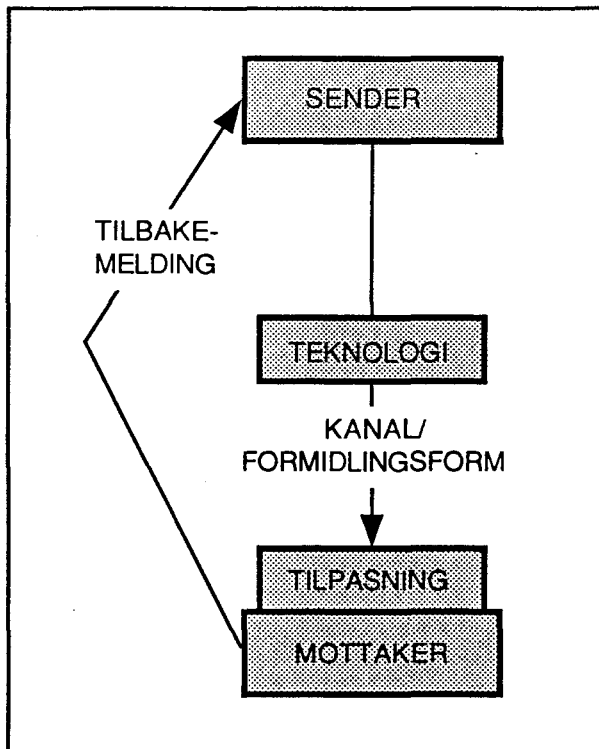 SENDER
TILBAKE-
MELDING
TEKNOLOGI
KANAL/
FORMIDLINGSFORM
TILPASNING
MOTTAKER